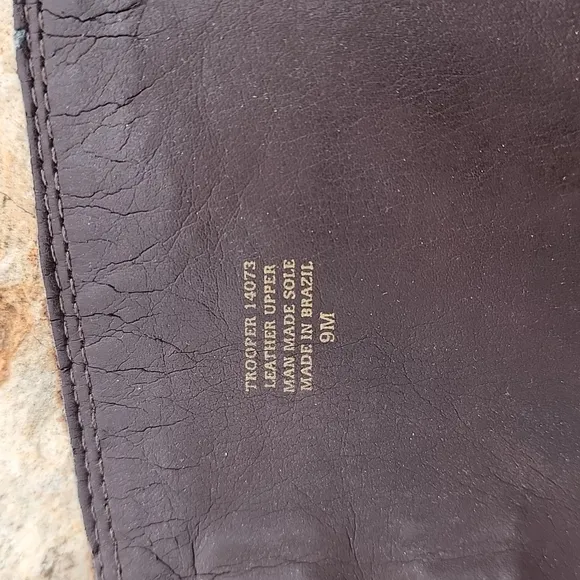 TROOPER 14073
LEATHER UPPER
MAN MADE SOLE
MADE IN BRAZIL
9M